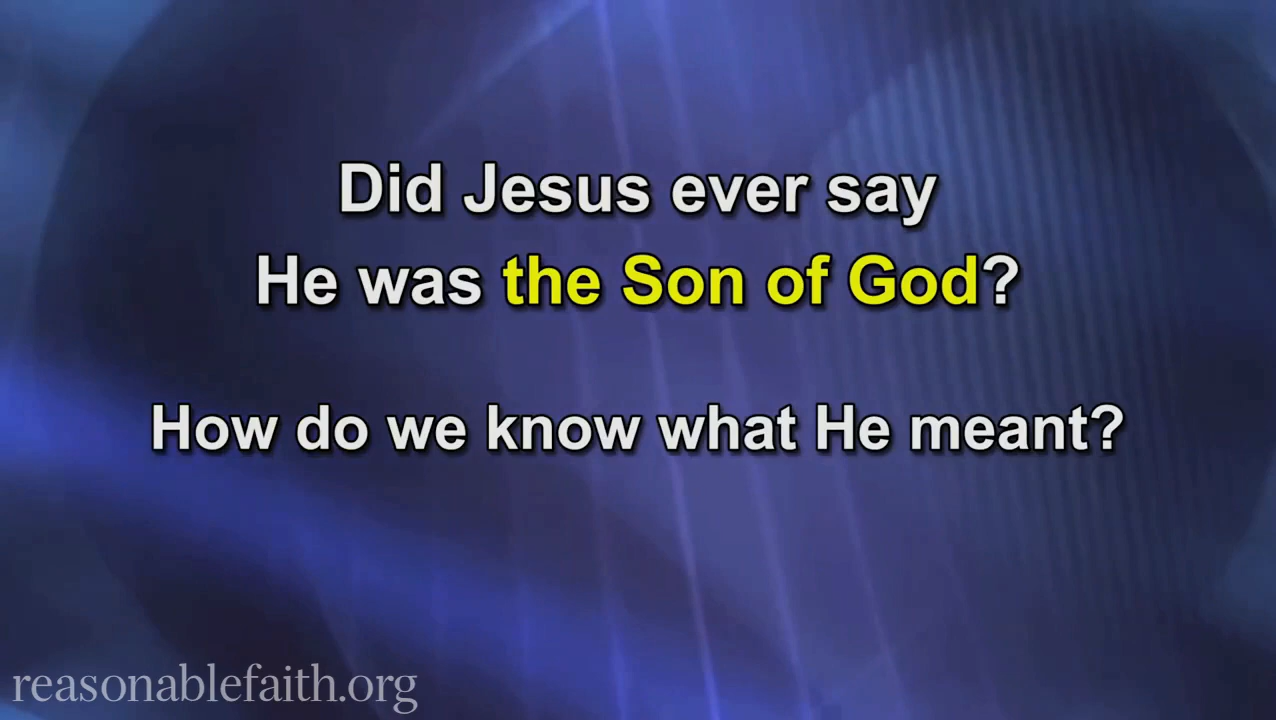 Did Jesus ever say
He was the Son of God?
How do we know what He meant?
reasonablefaith.org